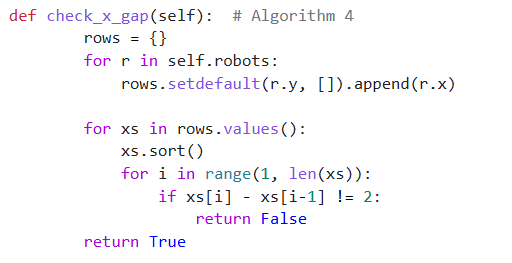 def check_x_gap(self):  # Algorithm 4
        rows = {}
        for r in self.robots:
            rows.setdefault(r.y, []).append(r.x)

        for xs in rows.values():
            xs.sort()
            for i in range(1, len(xs)):
                if xs[i] - xs[i-1] != 2:
                    return False
        return True